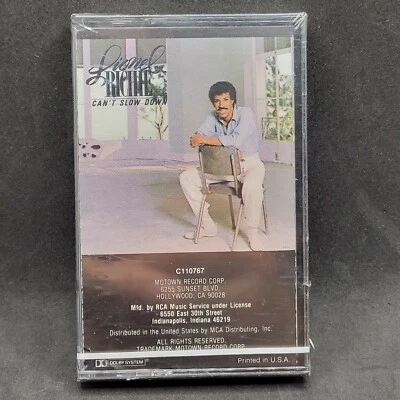 Lionel
RICHIE
CAN'T SLOW DOWN
C110767
MOTOWN RECORD CORP.
6255 SUNSET BLVD.
HOLLYWOOD, CA 90028
Mfd. by RCA Music Service under License
6550 East 30th Street
Indianapolis, Indiana 46219
Distributed in the United States by MCA Distributing, Inc.
ALL RIGHTS RESERVED.
TRADEMARK MOTOWN RECORD CORP.
DOLBY SYSTEM
Printed in U.S.A.